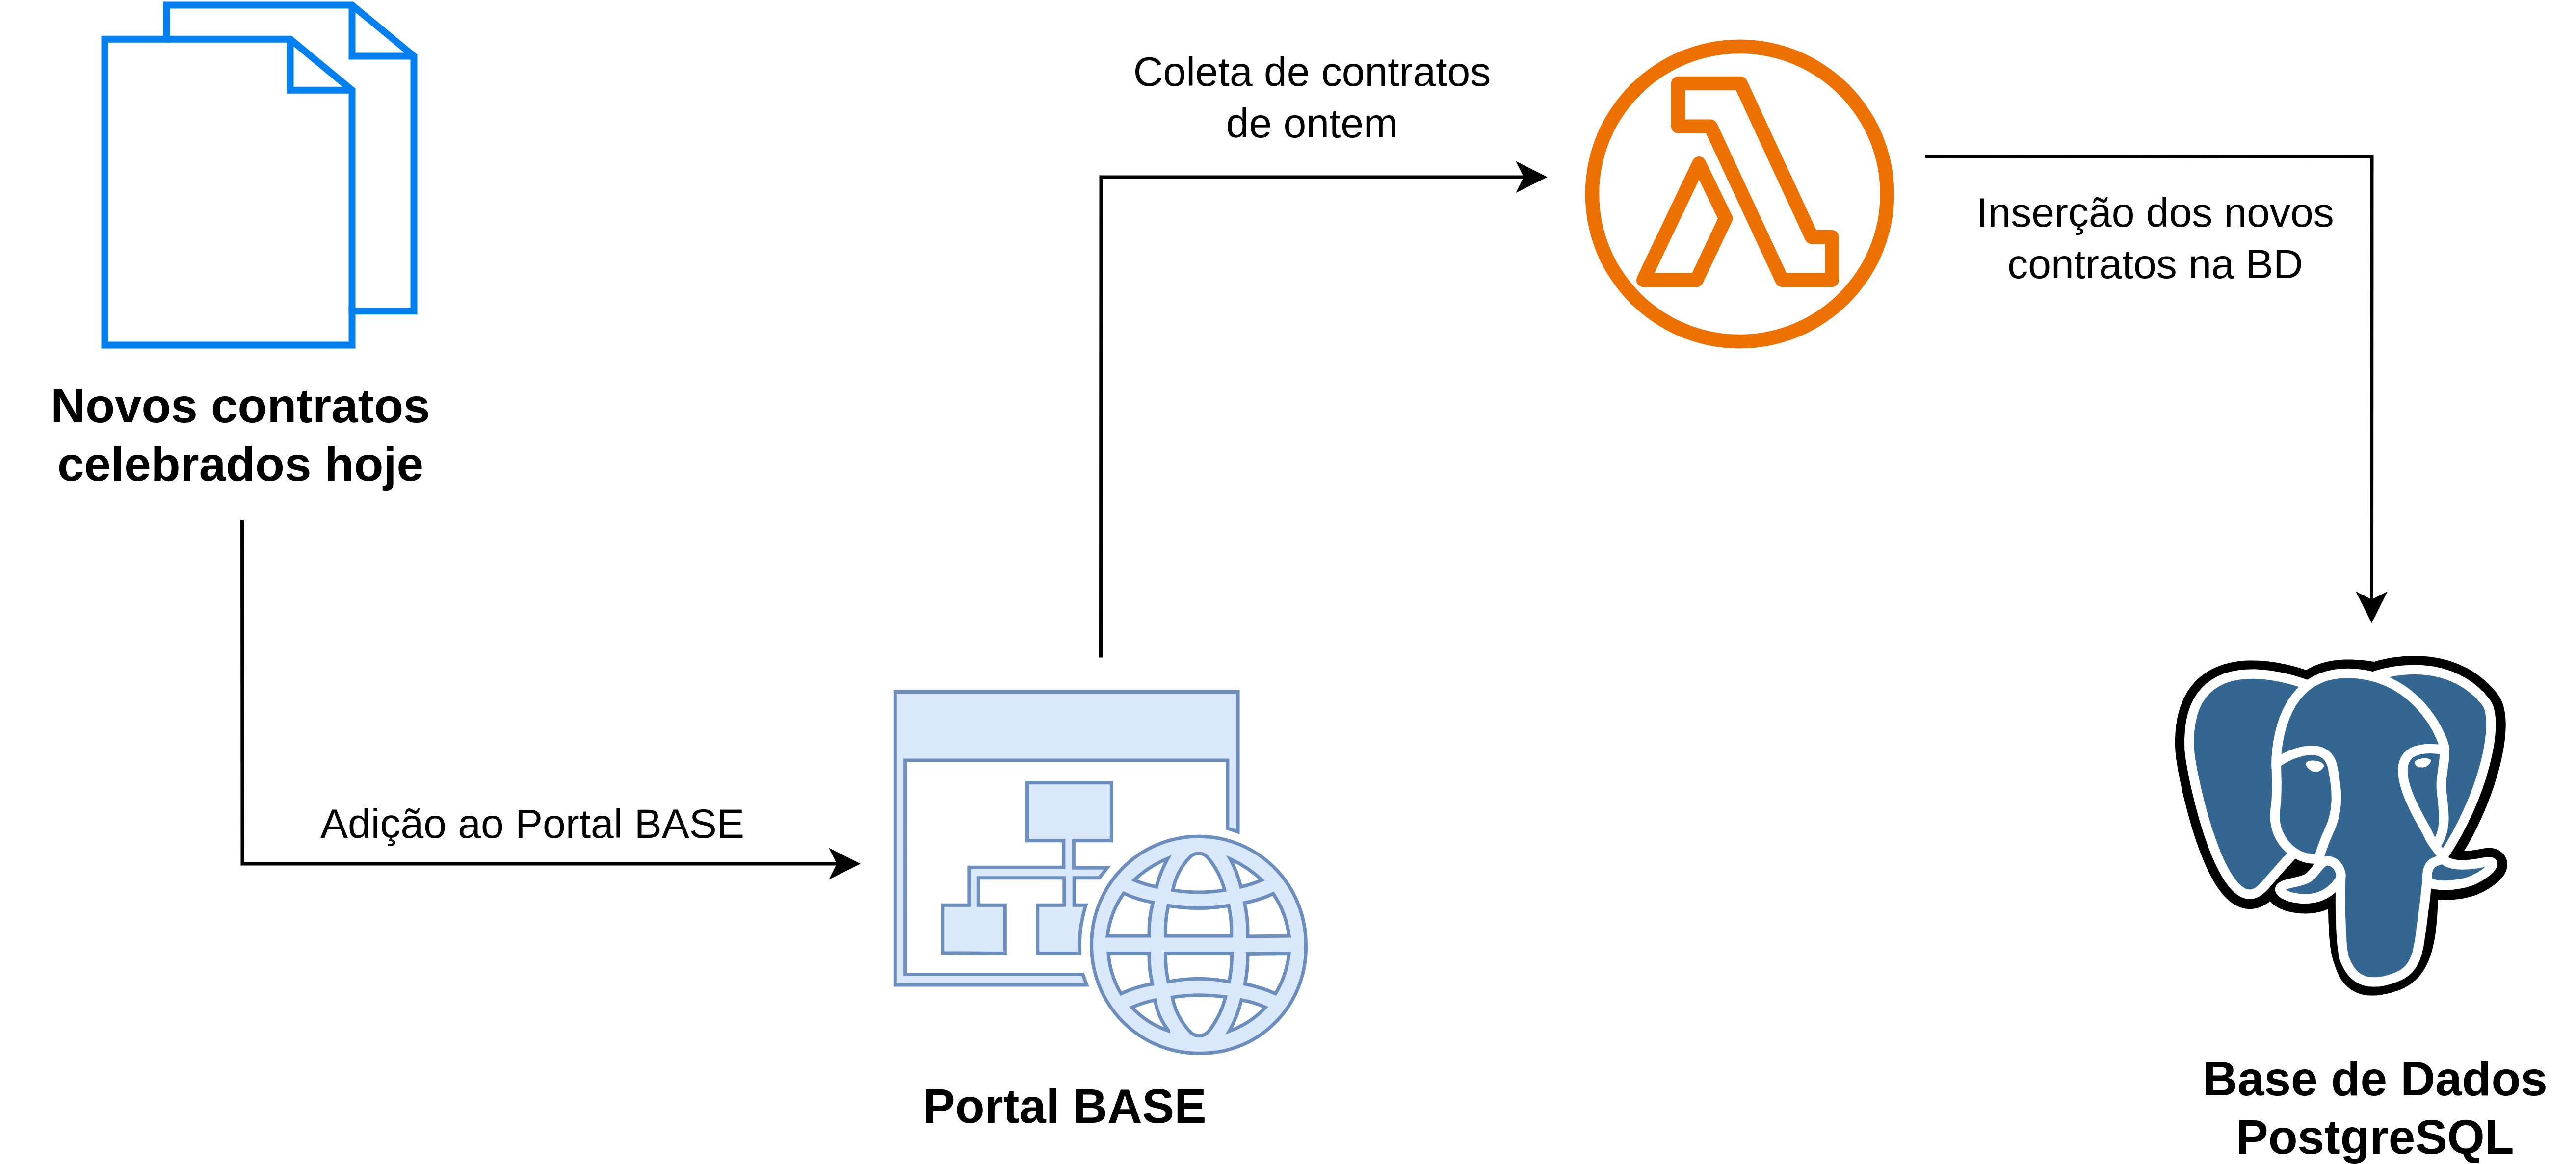 Novos contratos
celebrados hoje
Adição ao Portal BASE
Portal BASE
Coleta de contratos
de ontem
Inserção dos novos
contratos na BD
Base de Dados
PostgreSQL